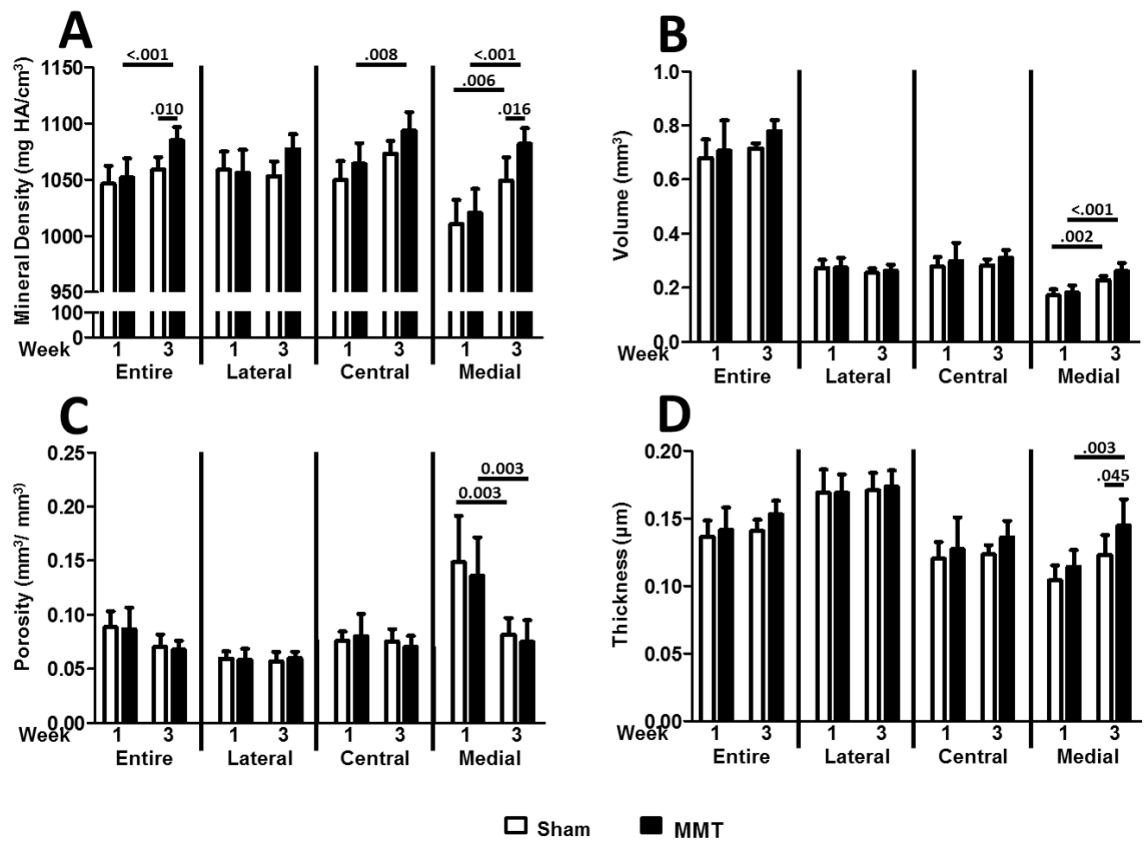 A
Mineral Density (mg HA/cm³)
1150
1100
1050
1000
950
100
0
<.001
.010
.008
<.001
.006
.016
Week 1 3 1 3 1 3 1 3
Entire Lateral Central Medial
B
Volume (mm³)
1.0
0.8
0.6
0.4
0.2
0.0
<.001
.002
Week 1 3 1 3 1 3 1 3
Entire Lateral Central Medial
C
Porosity (mm³/ mm³)
0.25
0.20
0.15
0.10
0.05
0.00
0.003
0.003
Week 1 3 1 3 1 3 1 3
Entire Lateral Central Medial
D
Thickness (µm)
0.20
0.15
0.10
0.05
0.00
.003
.045
Week 1 3 1 3 1 3 1 3
Entire Lateral Central Medial
Sham MMT